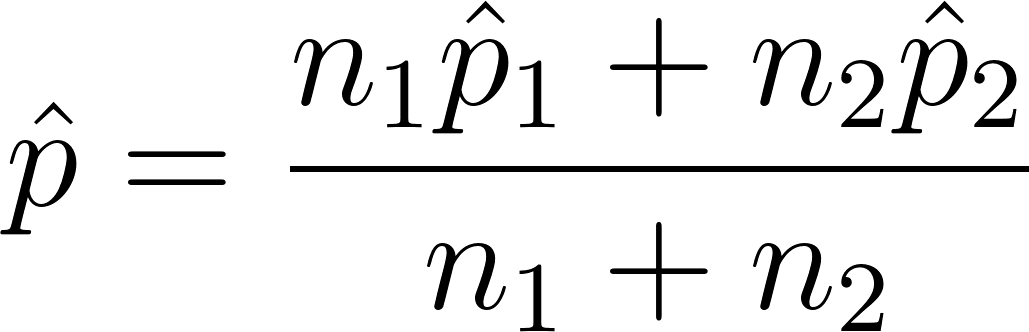 p̂ = (n₁p̂₁ + n₂p̂₂) / (n₁ + n₂)